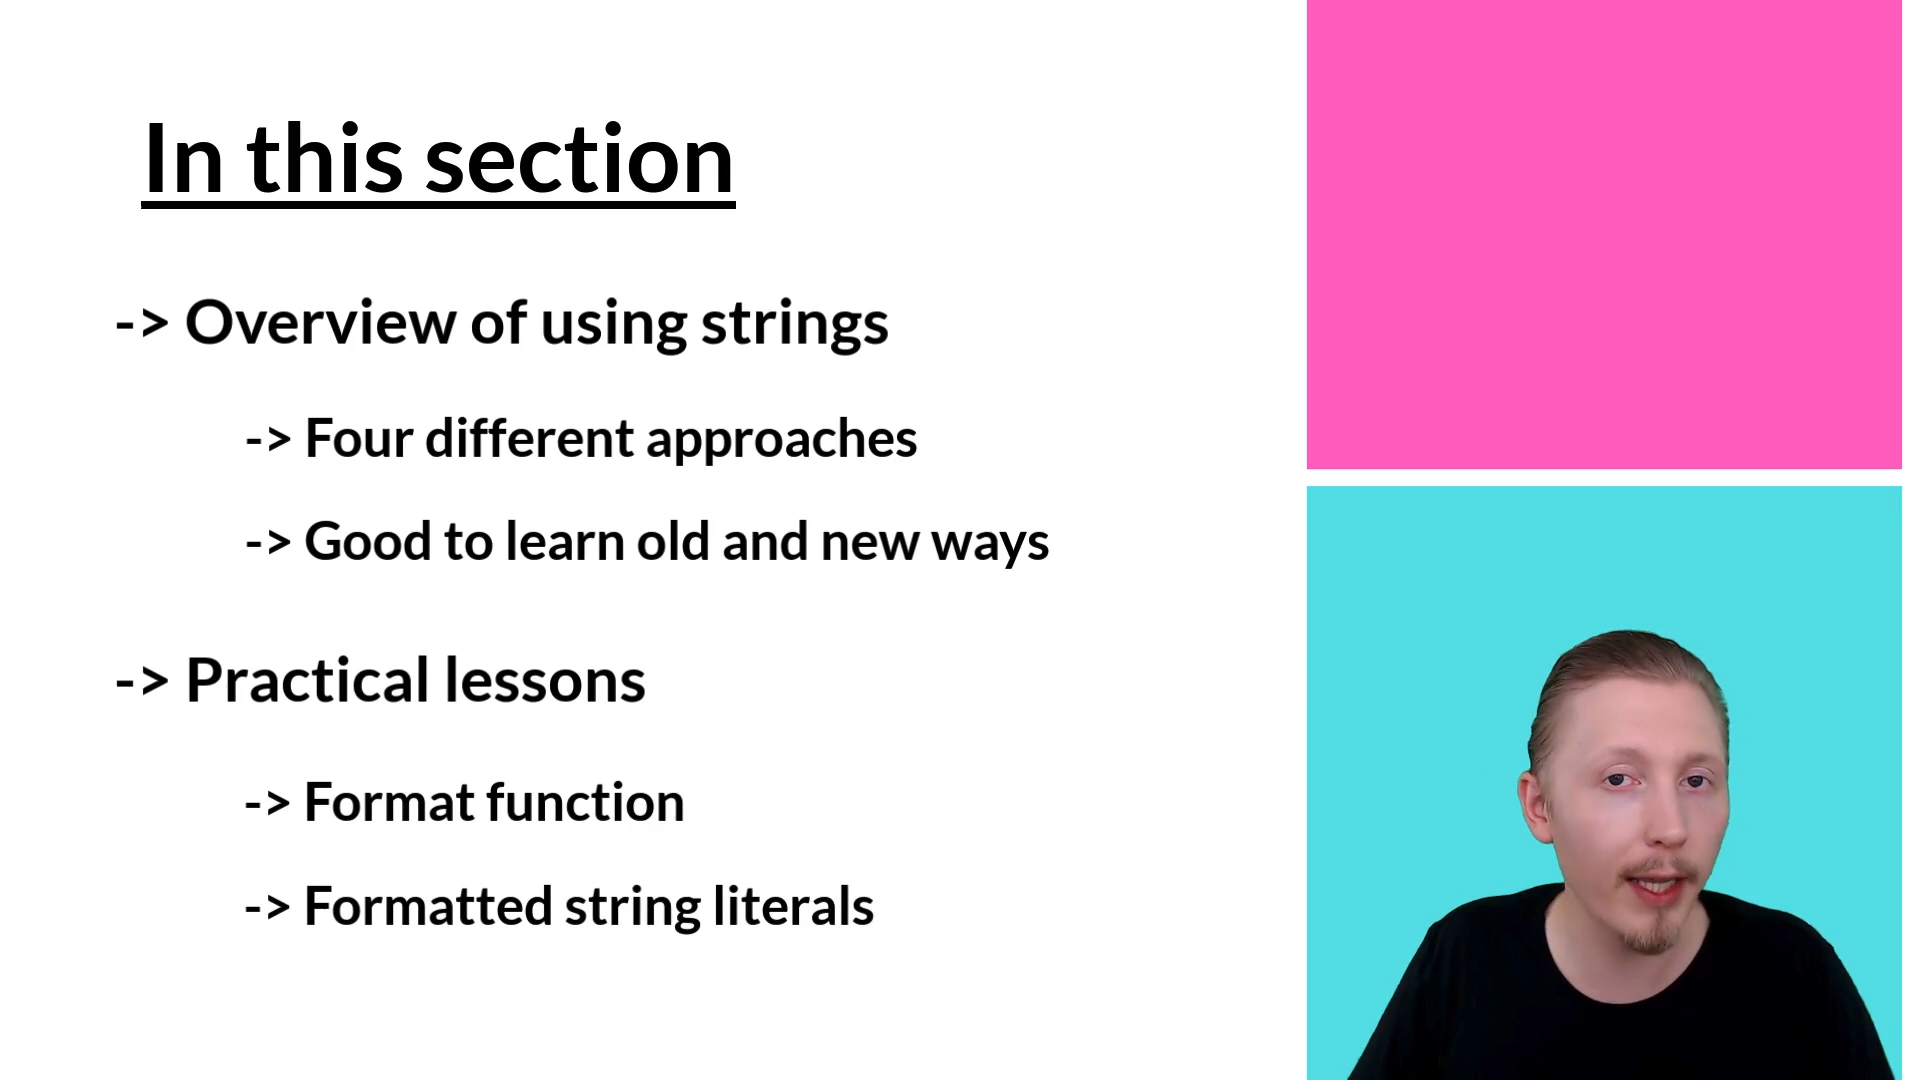 In this section
-> Overview of using strings
-> Four different approaches
-> Good to learn old and new ways
-> Practical lessons
-> Format function
-> Formatted string literals